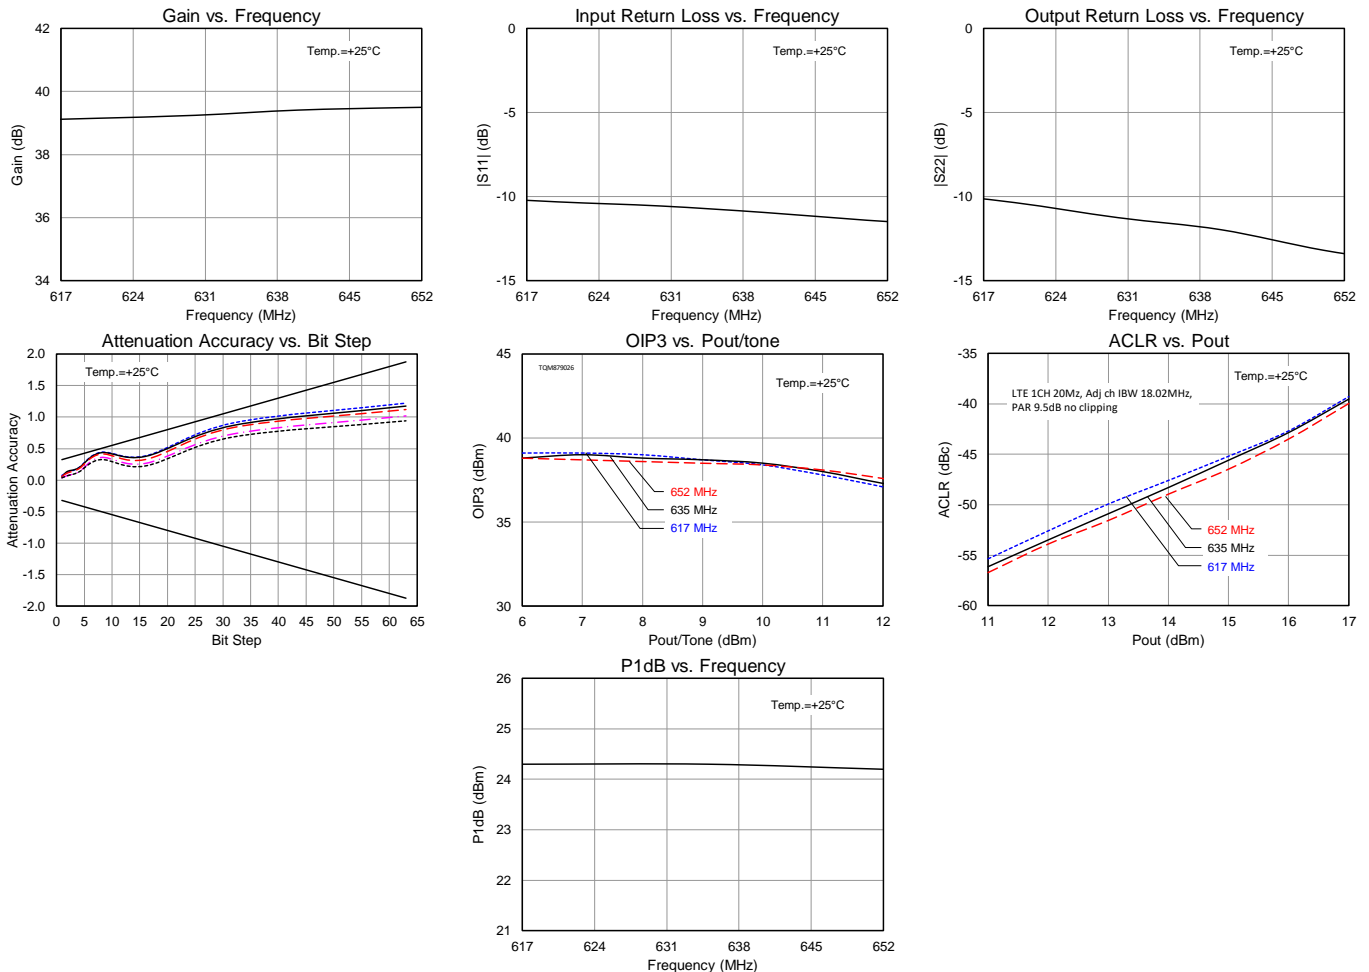 Gain vs. Frequency
42
40
38
36
34
Gain (dB)
Temp.=+25°C
617 624 631 638 645 652
Frequency (MHz)
Input Return Loss vs. Frequency
0
-5
-10
-15
|S11| (dB)
Temp.=+25°C
617 624 631 638 645 652
Frequency (MHz)
Output Return Loss vs. Frequency
0
-5
-10
-15
|S22| (dB)
Temp.=+25°C
617 624 631 638 645 652
Frequency (MHz)
Attenuation Accuracy vs. Bit Step
2.0
1.5
1.0
0.5
0.0
-0.5
-1.0
-1.5
-2.0
Attenuation Accuracy
Temp.=+25°C
0 5 10 15 20 25 30 35 40 45 50 55 60 65
Bit Step
OIP3 vs. Pout/tone
45
40
35
30
OIP3 (dBm)
TQM879026
Temp.=+25°C
652 MHz
635 MHz
617 MHz
6 7 8 9 10 11 12
Pout/Tone (dBm)
ACLR vs. Pout
-35
-40
-45
-50
-55
-60
ACLR (dBc)
Temp.=+25°C
LTE 1CH 20Mz, Adj ch IBW 18.02MHz,
PAR 9.5dB no clipping
652 MHz
635 MHz
617 MHz
11 12 13 14 15 16 17
Pout (dBm)
P1dB vs. Frequency
26
25
24
23
22
21
P1dB (dBm)
Temp.=+25°C
617 624 631 638 645 652
Frequency (MHz)